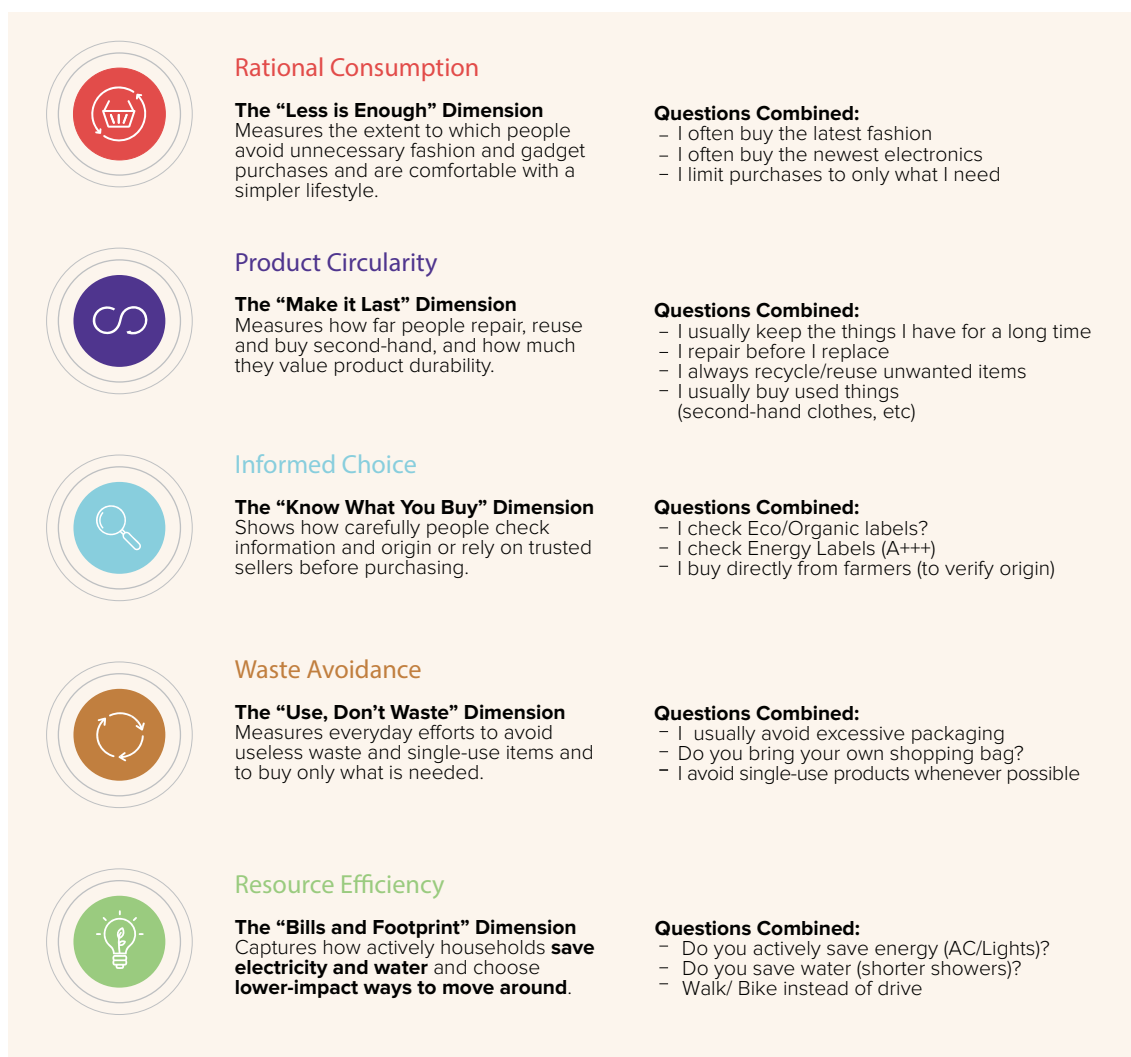 Rational Consumption
The “Less is Enough” Dimension
Measures the extent to which people
avoid unnecessary fashion and gadget
purchases and are comfortable with a
simpler lifestyle.
Questions Combined:
– I often buy the latest fashion
– I often buy the newest electronics
– I limit purchases to only what I need
Product Circularity
The “Make it Last” Dimension
Measures how far people repair, reuse
and buy second-hand, and how much
they value product durability.
Questions Combined:
– I usually keep the things I have for a long time
– I repair before I replace
– I always recycle/reuse unwanted items
– I usually buy used things
(second-hand clothes, etc)
Informed Choice
The “Know What You Buy” Dimension
Shows how carefully people check
information and origin or rely on trusted
sellers before purchasing.
Questions Combined:
– I check Eco/Organic labels?
– I check Energy Labels (A+++)
– I buy directly from farmers (to verify origin)
Waste Avoidance
The “Use, Don’t Waste” Dimension
Measures everyday efforts to avoid
useless waste and single-use items and
to buy only what is needed.
Questions Combined:
– I usually avoid excessive packaging
– Do you bring your own shopping bag?
– I avoid single-use products whenever possible
Resource Efficiency
The “Bills and Footprint” Dimension
Captures how actively households save
electricity and water and choose
lower-impact ways to move around.
Questions Combined:
– Do you actively save energy (AC/Lights)?
– Do you save water (shorter showers)?
– Walk/ Bike instead of drive